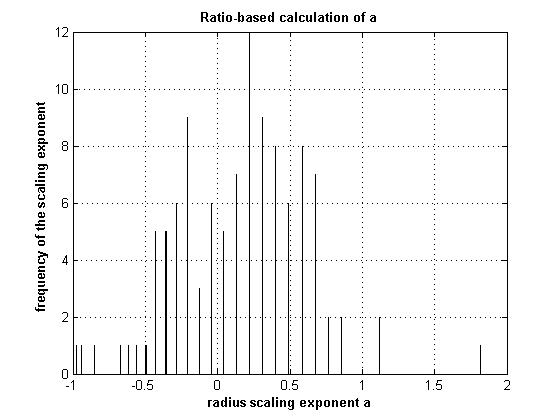 Ratio-based calculation of a
12
10
8
6
4
2
0
frequency of the scaling exponent
-1 -0.5 0 0.5 1 1.5 2
radius scaling exponent a